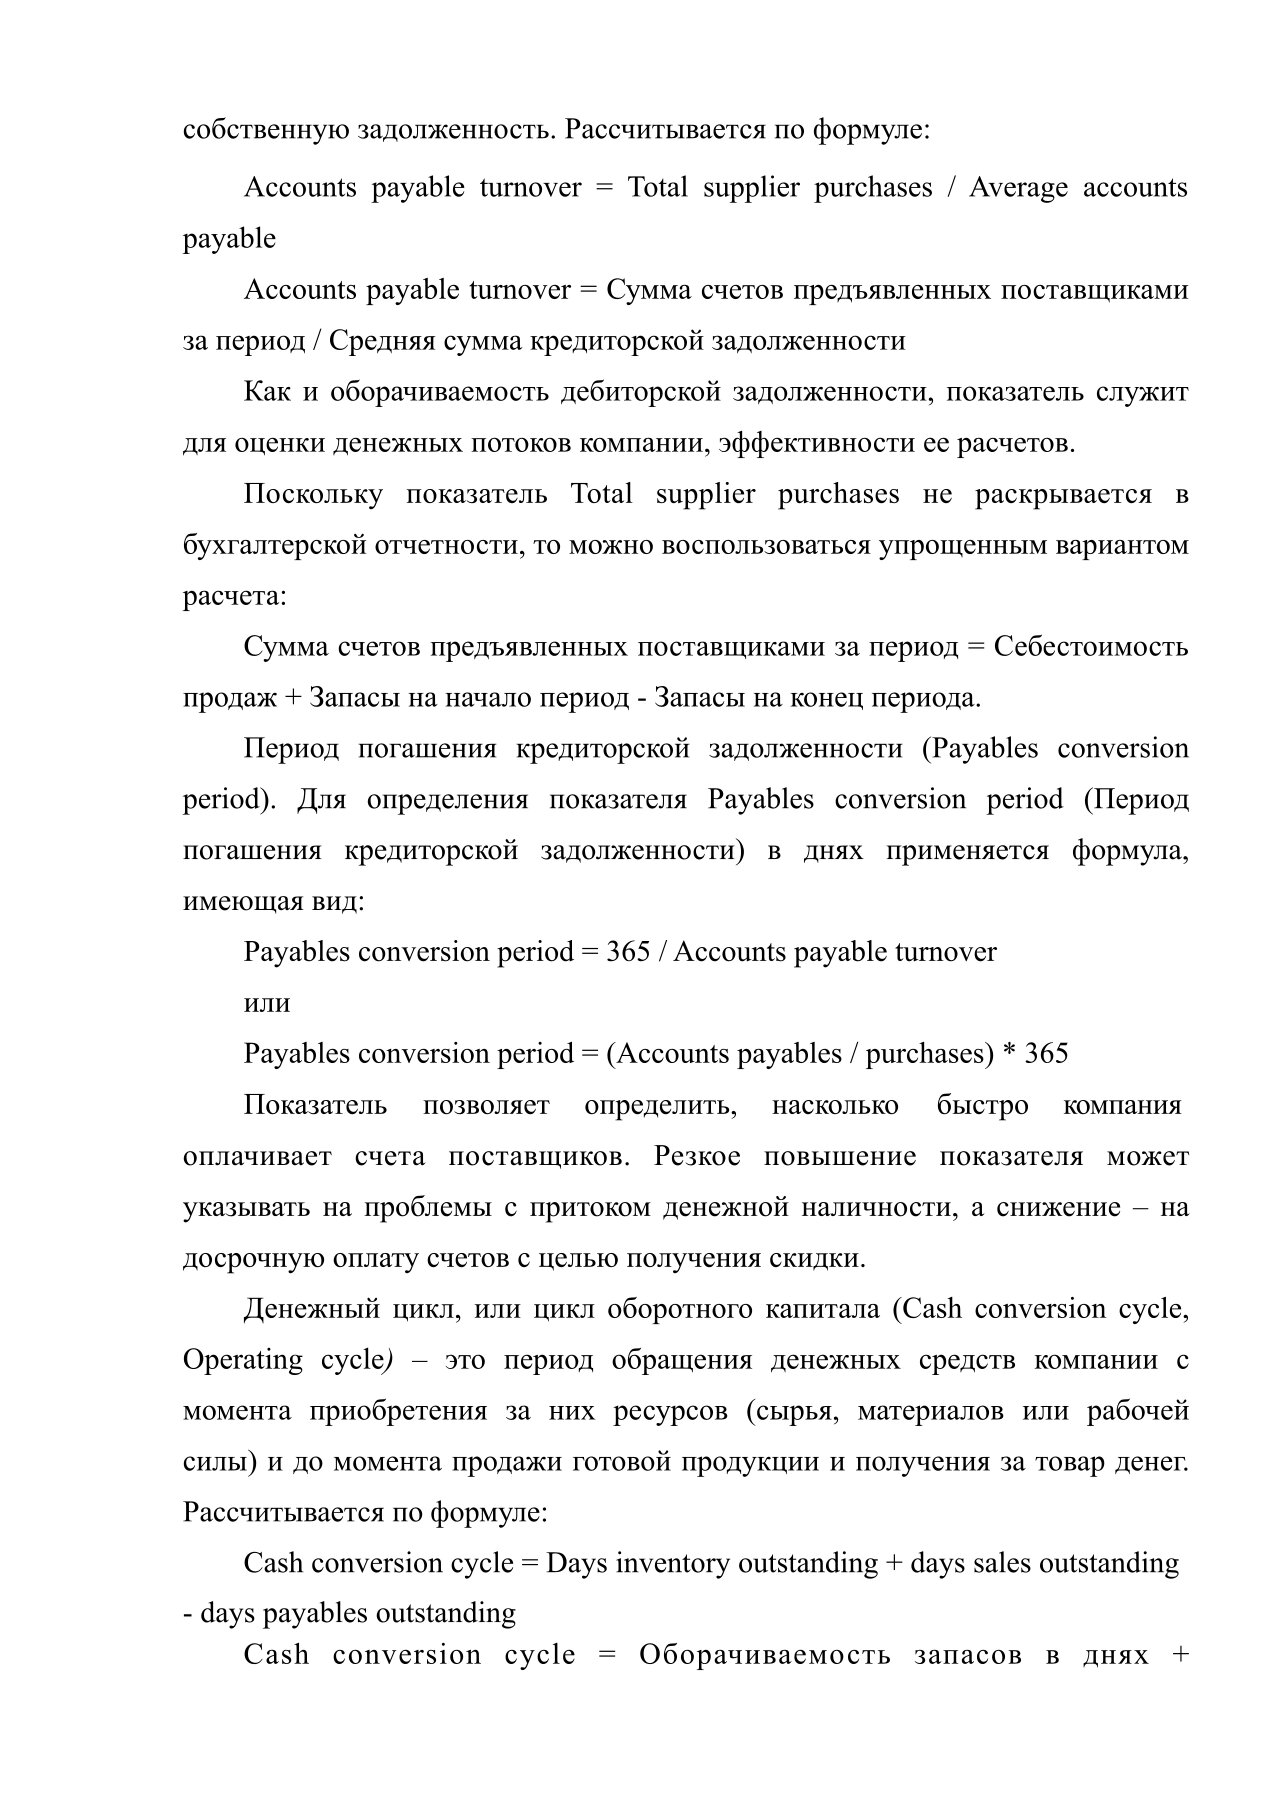 собственную задолженность. Рассчитывается по формуле:
Accounts payable turnover = Total supplier purchases / Average accounts
payable
Accounts payable turnover = Сумма счетов предъявленных поставщиками
за период / Средняя сумма кредиторской задолженности
Как и оборачиваемость дебиторской задолженности, показатель служит
для оценки денежных потоков компании, эффективности ее расчетов.
Поскольку показатель Total supplier purchases не раскрывается в
бухгалтерской отчетности, то можно воспользоваться упрощенным вариантом
расчета:
Сумма счетов предъявленных поставщиками за период = Себестоимость
продаж + Запасы на начало период - Запасы на конец периода.
Период погашения кредиторской задолженности (Payables conversion
period). Для определения показателя Payables conversion period (Период
погашения кредиторской задолженности) в днях применяется формула,
имеющая вид:
Payables conversion period = 365 / Accounts payable turnover
или
Payables conversion period = (Accounts payables / purchases) * 365
Показатель позволяет определить, насколько быстро компания
оплачивает счета поставщиков. Резкое повышение показателя может
указывать на проблемы с притоком денежной наличности, а снижение – на
досрочную оплату счетов с целью получения скидки.
Денежный цикл, или цикл оборотного капитала (Cash conversion cycle,
Operating cycle) – это период обращения денежных средств компании с
момента приобретения за них ресурсов (сырья, материалов или рабочей
силы) и до момента продажи готовой продукции и получения за товар денег.
Рассчитывается по формуле:
Cash conversion cycle = Days inventory outstanding + days sales outstanding
- days payables outstanding
Cash conversion cycle = Оборачиваемость запасов в днях +